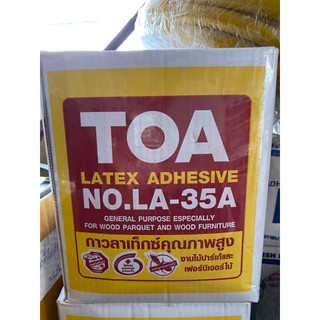 TOA
LATEX ADHESIVE
NO.LA-35A
GENERAL PURPOSE ESPECIALLY
FOR WOOD PARQUET AND WOOD FURNITURE
กาวลาเท็กซ์คุณภาพสูง
งานไม้ปาร์เก้และ
เฟอร์นิเจอร์ไม้